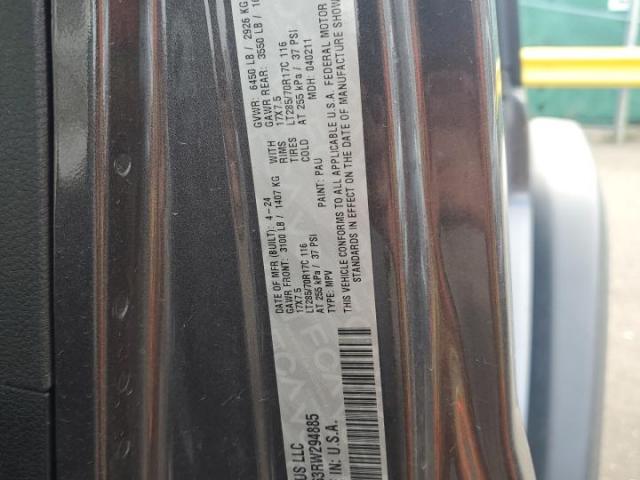 US LLC
DATE OF MFR (BUILT): 4-24 GVWR: 6450 LB / 2926 KG
GAWR FRONT: 3100 LB / 1407 KG WITH GAWR REAR: 3550 LB /
17X7.5 RIMS 17X7.5
LT285/70R17C 116 TIRES LT285/70R17C 116
AT 255 kPa / 37 PSI COLD AT 255 kPa / 37 PSI
TYPE: MPV PAINT: PAU MDH: 040211
THIS VEHICLE CONFORMS TO ALL APPLICABLE U.S.A. FEDERAL MOTOR
STANDARDS IN EFFECT ON THE DATE OF MANUFACTURE SHOW
3RW294885
IN: U.S.A.